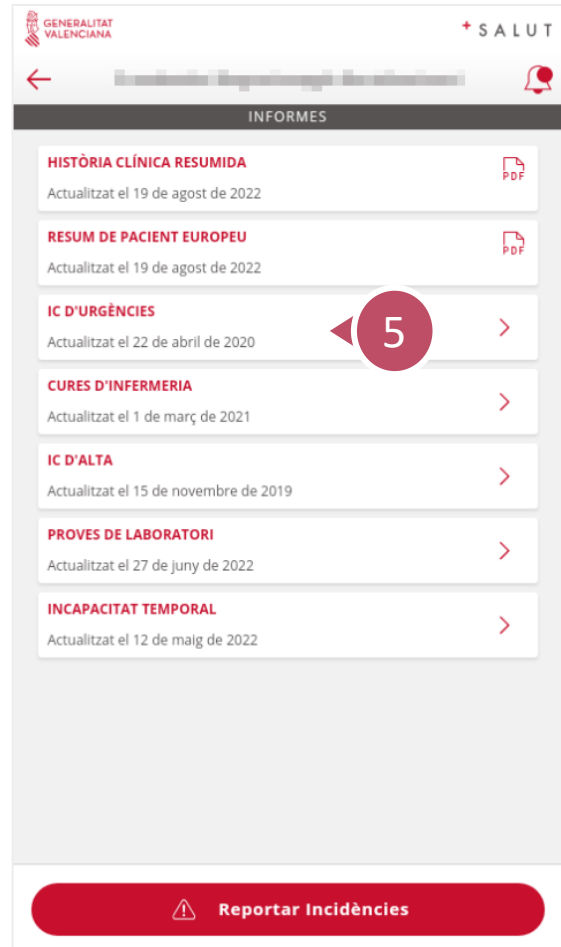 GENERALITAT
VALENCIANA
+ SALUT
INFORMES
HISTÒRIA CLÍNICA RESUMIDA
PDF
Actualitzat el 19 de agost de 2022
RESUM DE PACIENT EUROPEU
PDF
Actualitzat el 19 de agost de 2022
IC D'URGÈNCIES
Actualitzat el 22 de abril de 2020
5
CURES D'INFERMERIA
Actualitzat el 1 de març de 2021
IC D'ALTA
Actualitzat el 15 de novembre de 2019
PROVES DE LABORATORI
Actualitzat el 27 de juny de 2022
INCAPACITAT TEMPORAL
Actualitzat el 12 de maig de 2022
Reportar Incidències